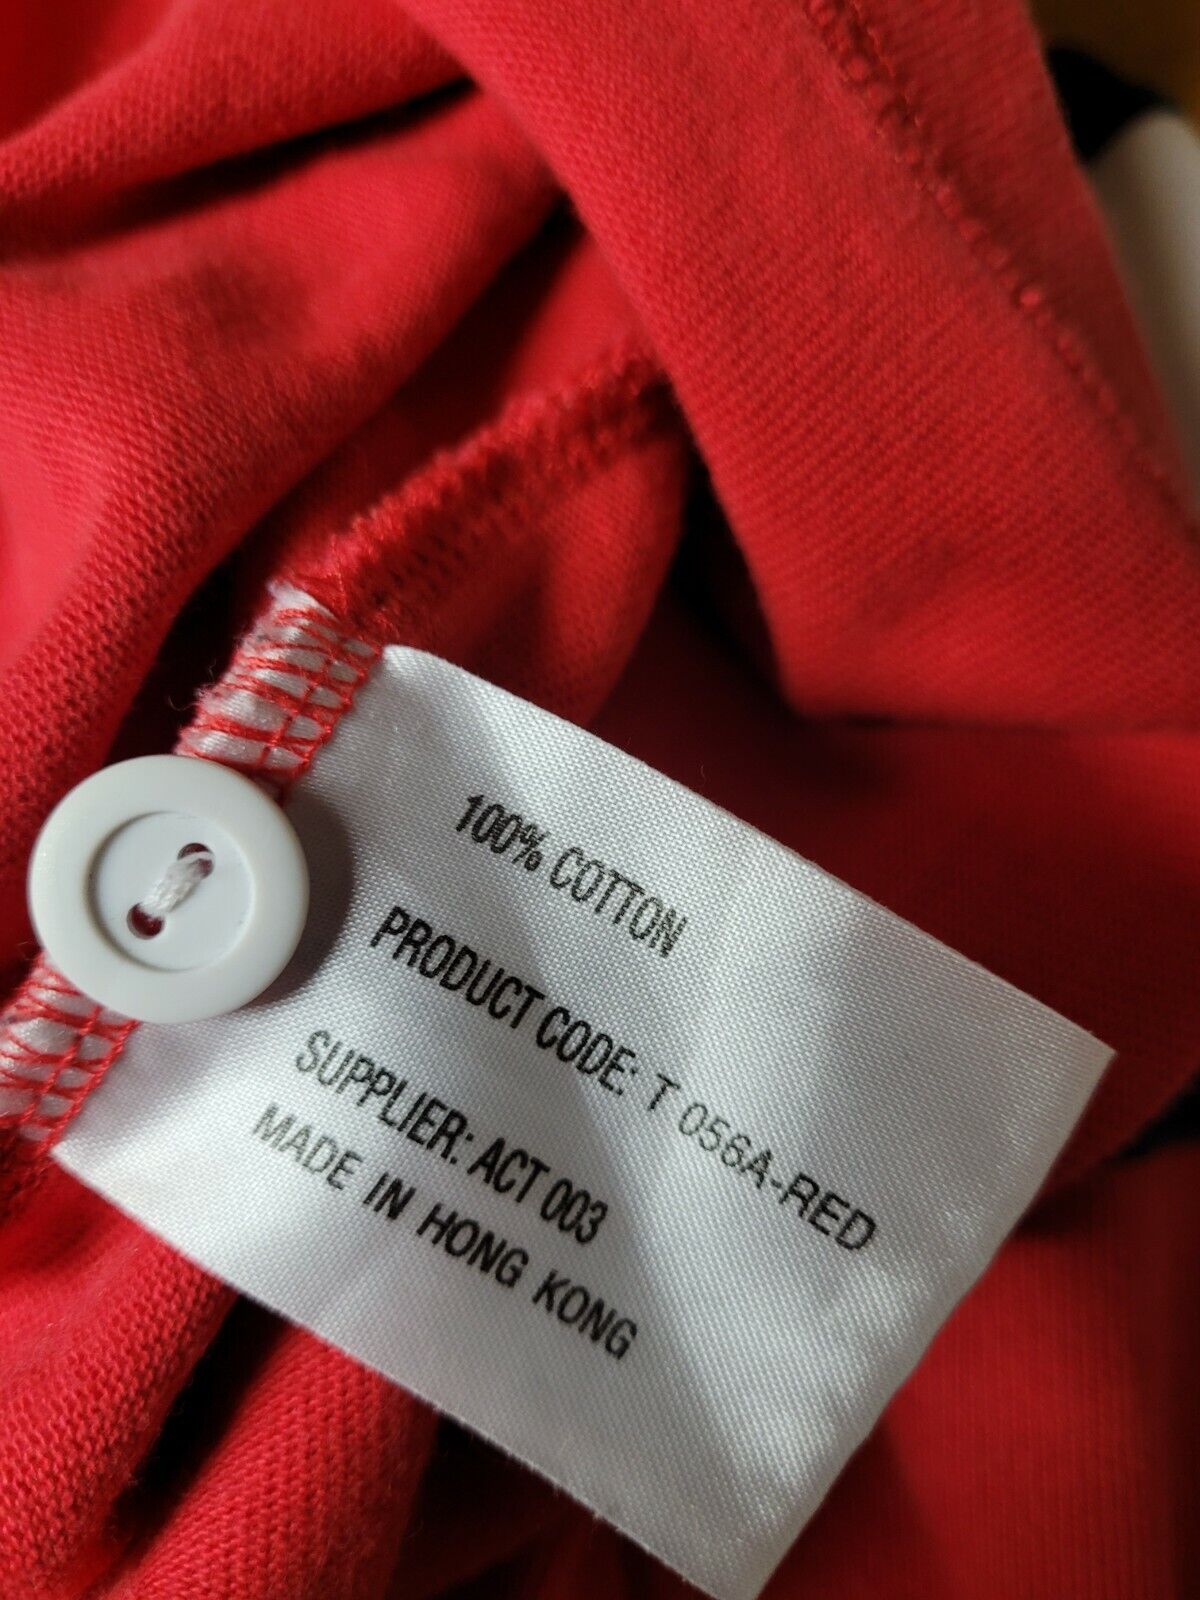 100% COTTON
PRODUCT CODE: T 056A-RED
SUPPLIER: ACT 003
MADE IN HONG KONG